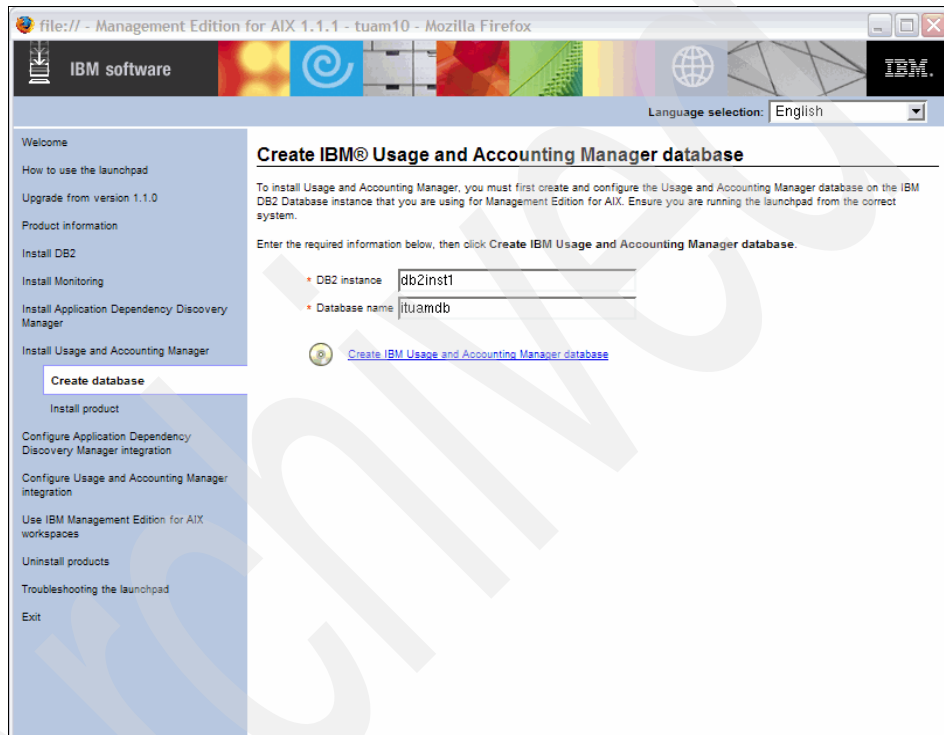 file:// - Management Edition for AIX 1.1.1 - tuam10 - Mozilla Firefox
IBM software
IBM.
Language selection: English
Welcome
How to use the launchpad
Upgrade from version 1.1.0
Product information
Install DB2
Install Monitoring
Install Application Dependency Discovery
Manager
Install Usage and Accounting Manager
Create database
Install product
Configure Application Dependency
Discovery Manager integration
Configure Usage and Accounting Manager
integration
Use IBM Management Edition for AIX
workspaces
Uninstall products
Troubleshooting the launchpad
Exit
Create IBM® Usage and Accounting Manager database
To install Usage and Accounting Manager, you must first create and configure the Usage and Accounting Manager database on the IBM
DB2 Database instance that you are using for Management Edition for AIX. Ensure you are running the launchpad from the correct
system.
Enter the required information below, then click Create IBM Usage and Accounting Manager database.
* DB2 instance db2inst1
* Database name ituamdb
Create IBM Usage and Accounting Manager database